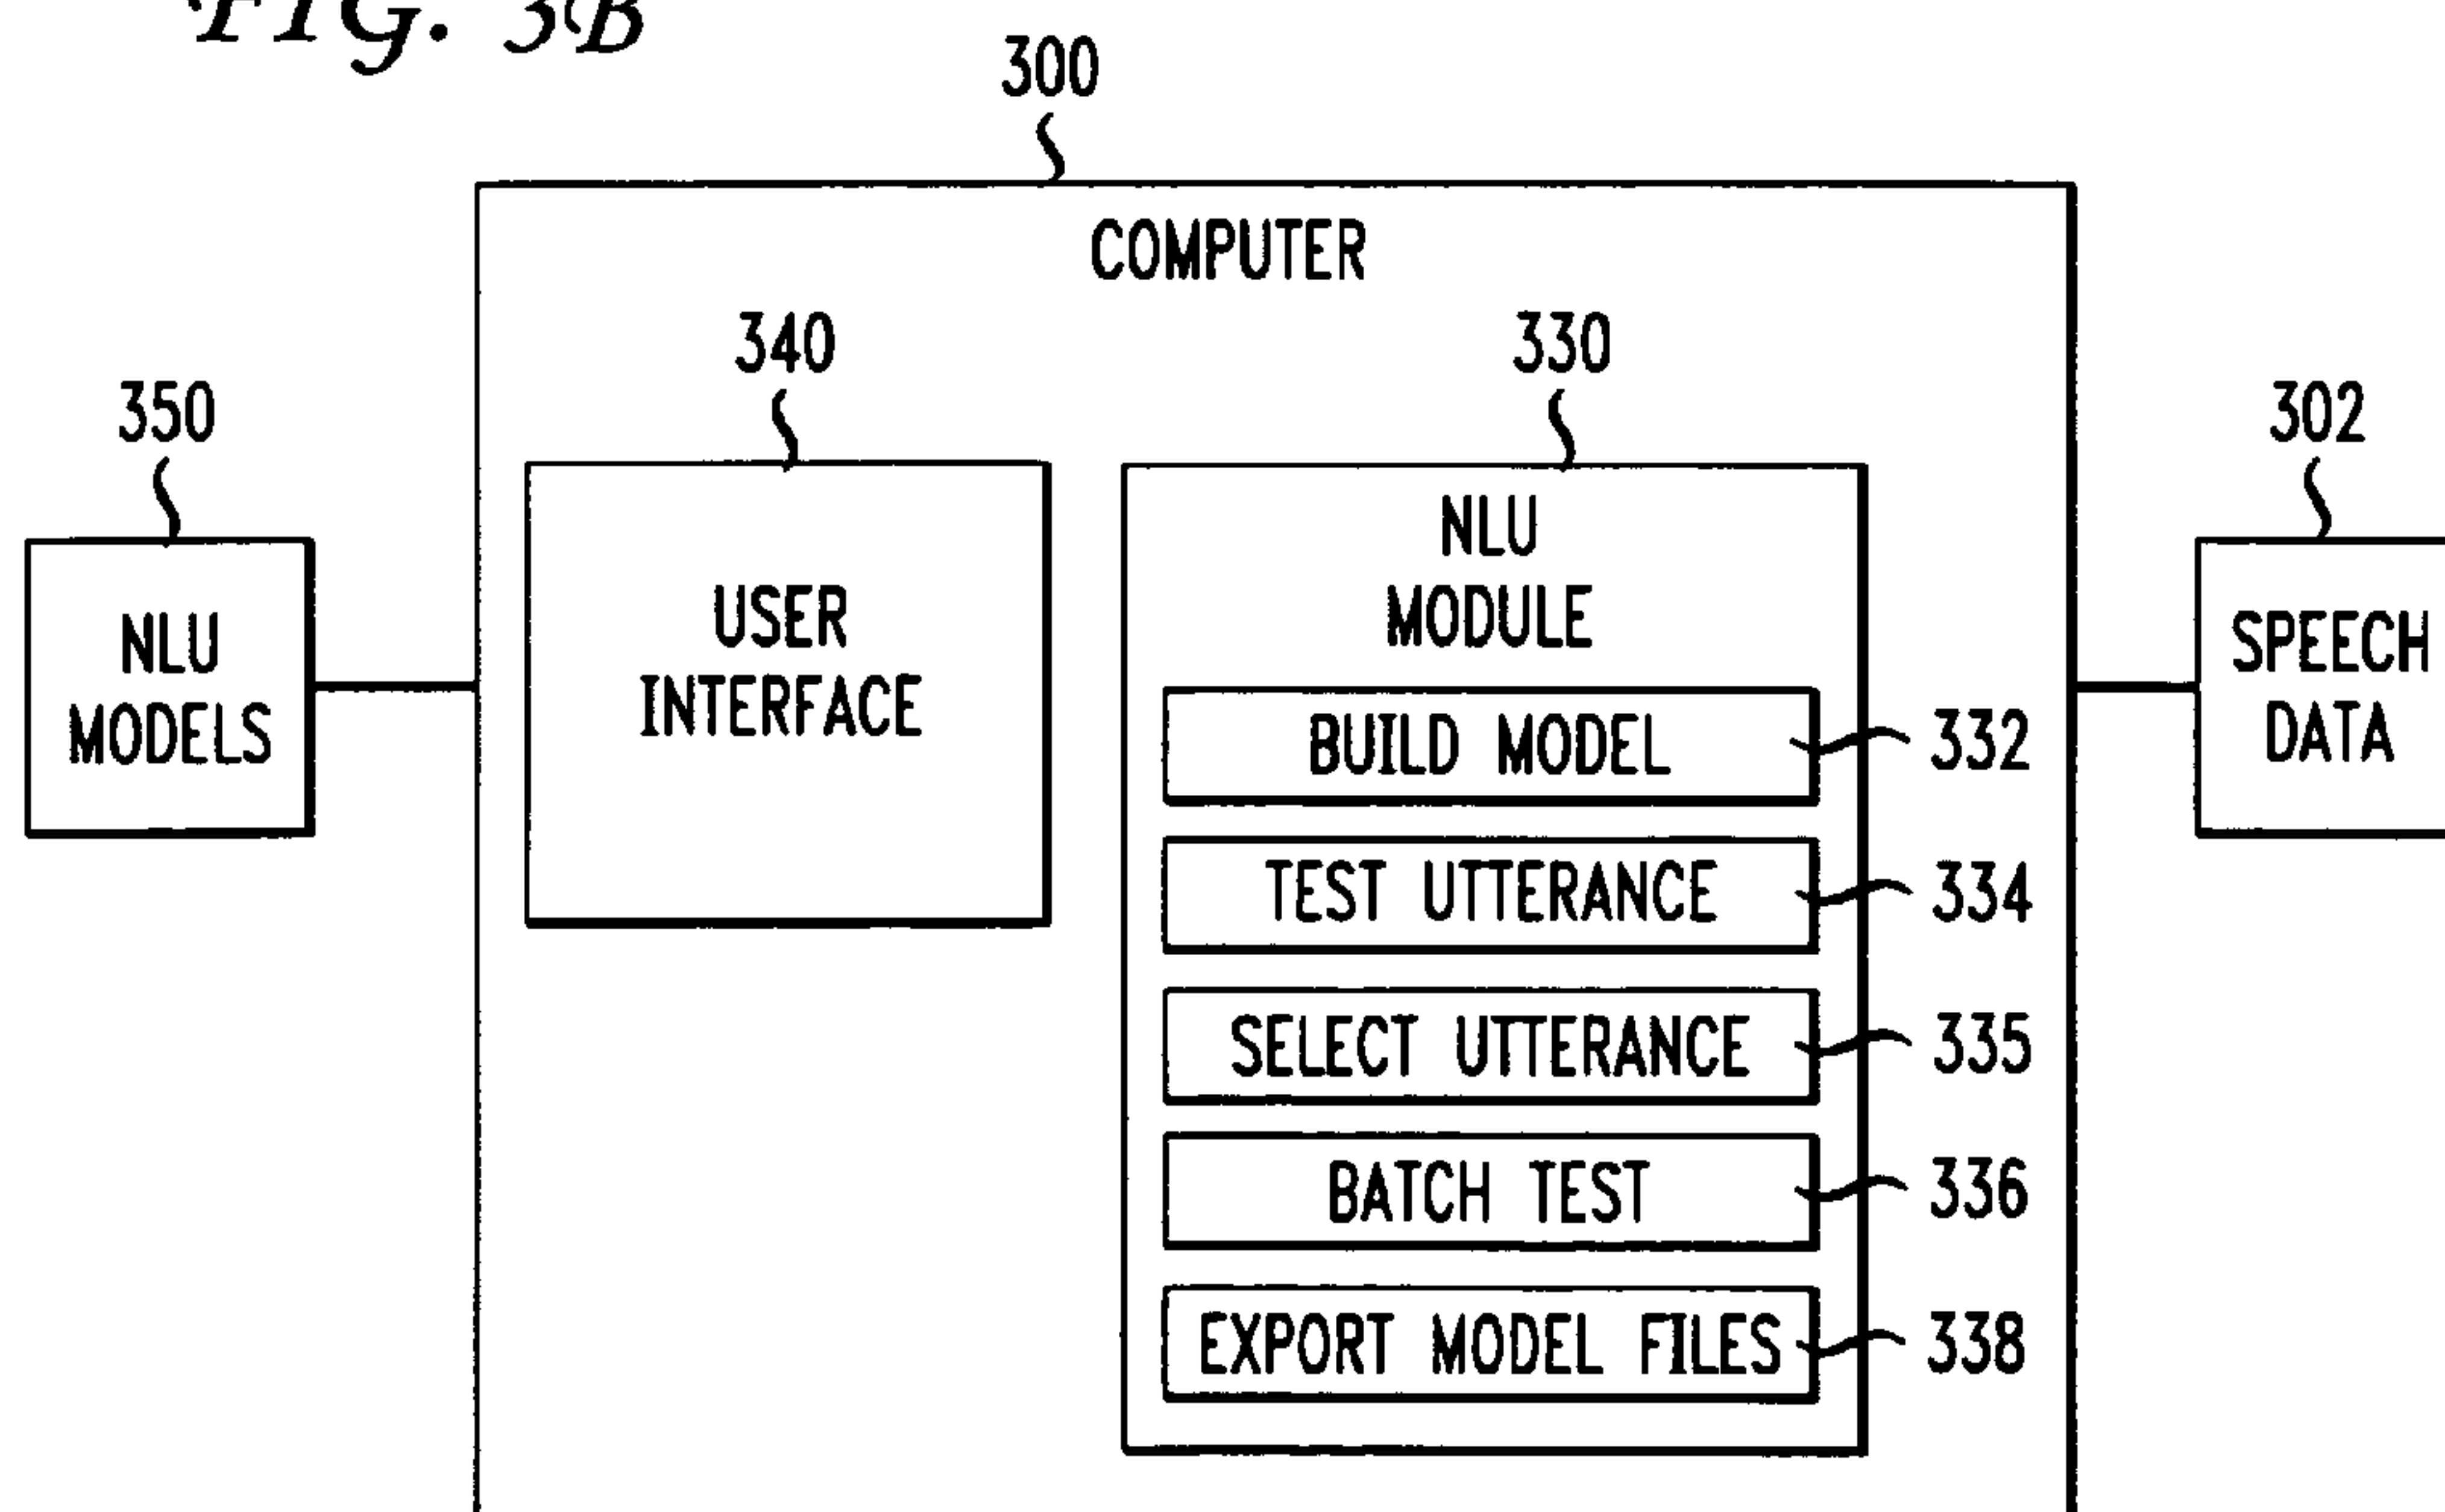 FIG. 3B
300
COMPUTER
340
330
350
302
NLU
MODULE
USER
INTERFACE
NLU
MODELS
SPEECH
DATA
BUILD MODEL
332
TEST UTTERANCE
334
SELECT UTTERANCE
335
BATCH TEST
336
EXPORT MODEL FILES
338